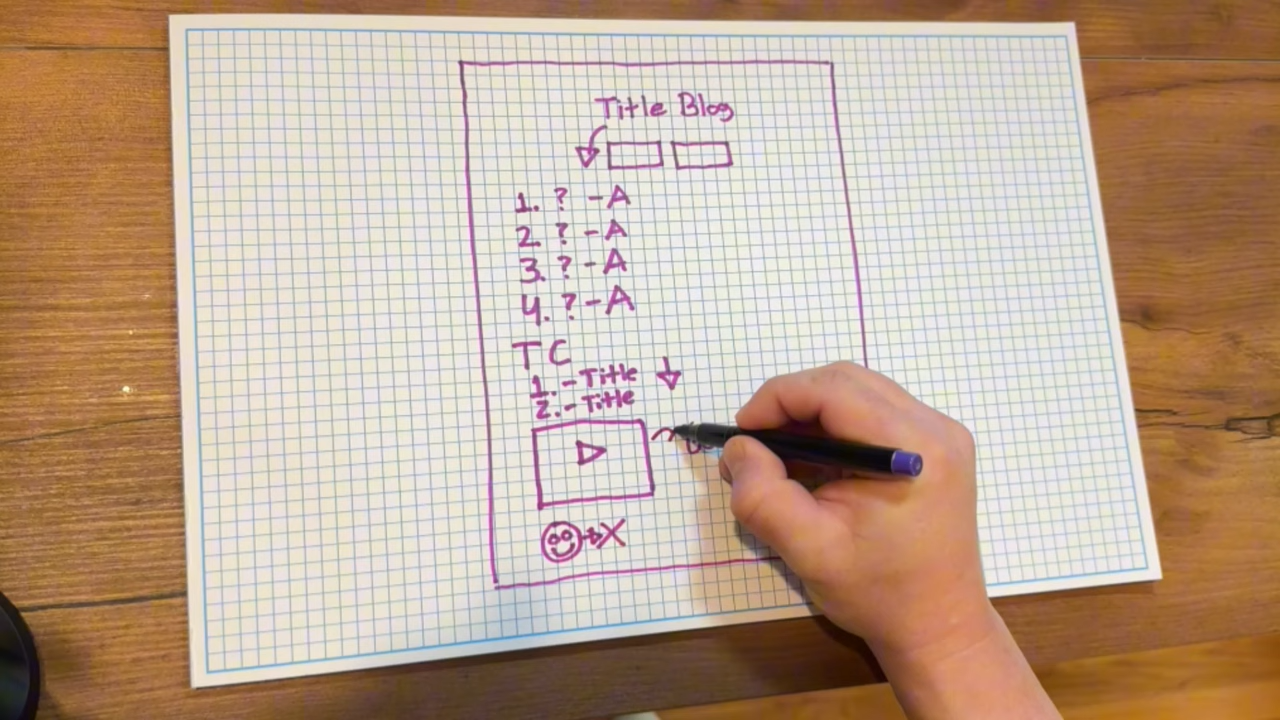 Title Blog
1. ? - A
2. ? - A
3. ? - A
4. ? - A
TC
1. - Title
2. - Title
X